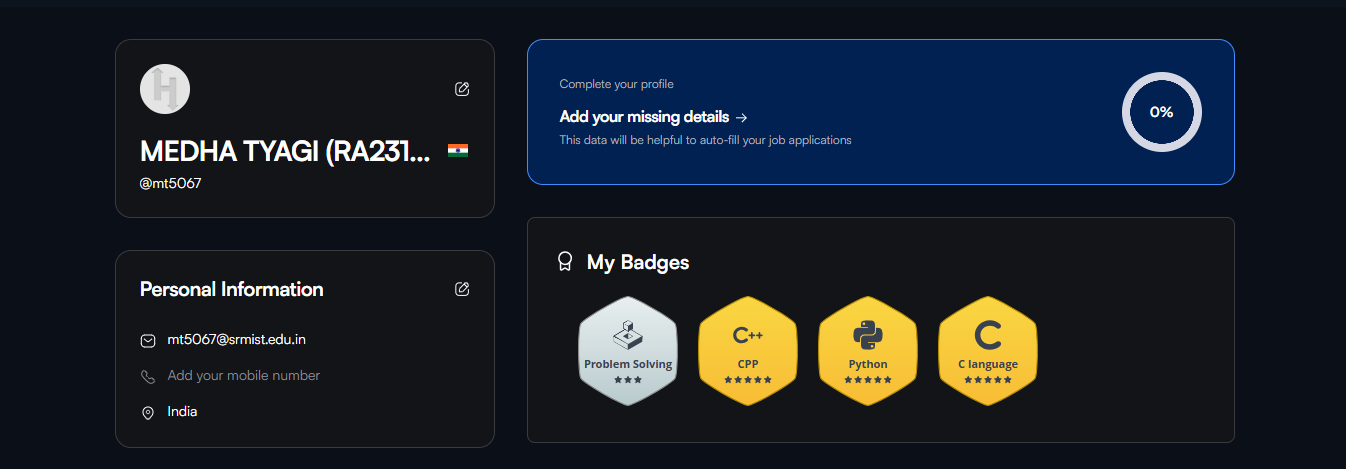 MEDHA TYAGI (RA231...
@mt5067
Personal Information
mt5067@srmist.edu.in
Add your mobile number
India
Complete your profile
Add your missing details →
This data will be helpful to auto-fill your job applications
0%
My Badges
Problem Solving
C++
CPP
Python
C
C language